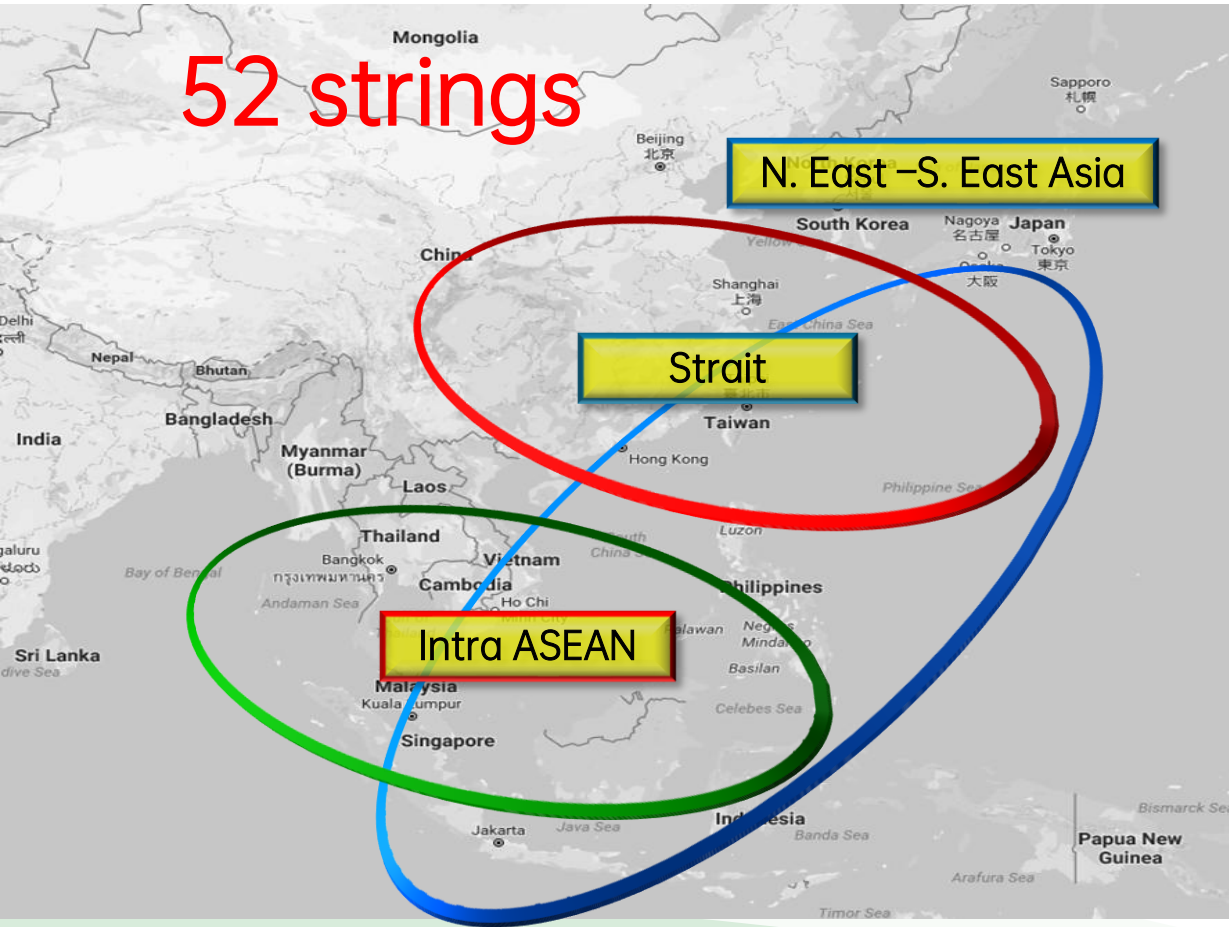 Mongolia
52 strings
Sapporo
札幌
Beijing
北京
N. East –S. East Asia
South Korea
Nagoya
名古屋
Japan
Tokyo
東京
Yellow
China
大阪
Shanghai
上海
East China Sea
Delhi
Nepal
Bhutan
Strait
Bangladesh
Taiwan
India
Myanmar
(Burma)
Hong Kong
Laos
Philippine Sea
Luzon
Thailand
South
China
Bangkok
กรุงเทพมหานคร
Vietnam
Bay of Bengal
Cambodia
Philippines
Andaman Sea
Ho Chi
Intra ASEAN
Negros
Mindanao
Sri Lanka
Basilan
Malaysia
Kuala Lumpur
Celebes Sea
Singapore
Indonesia
Jakarta
Java Sea
Banda Sea
Bismarck Se
Papua New
Guinea
Arafura Sea
Timor Sea